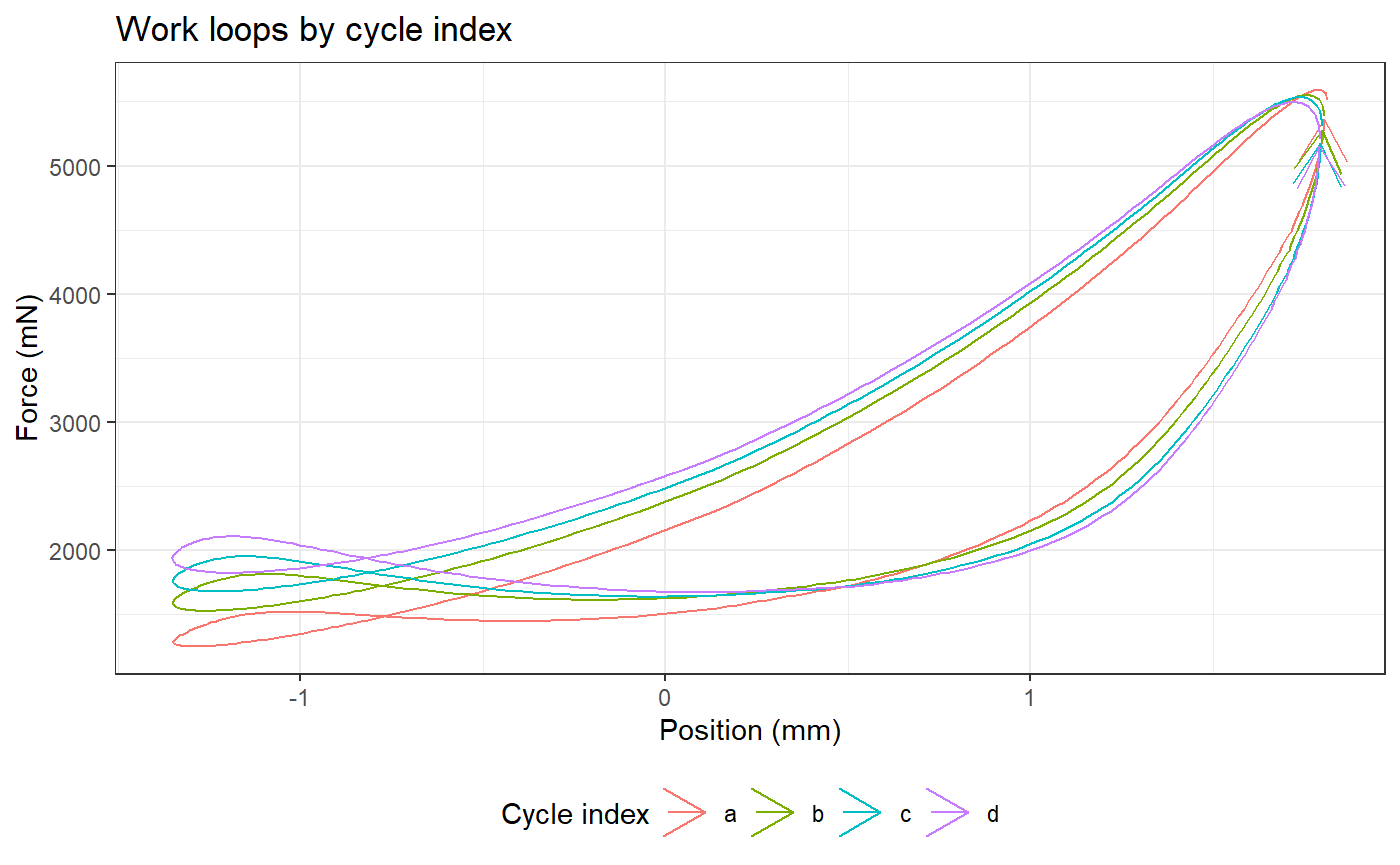 Work loops by cycle index
5000
4000
3000
2000
Force (mN)
-1 0 1
Position (mm)
Cycle index a b c d